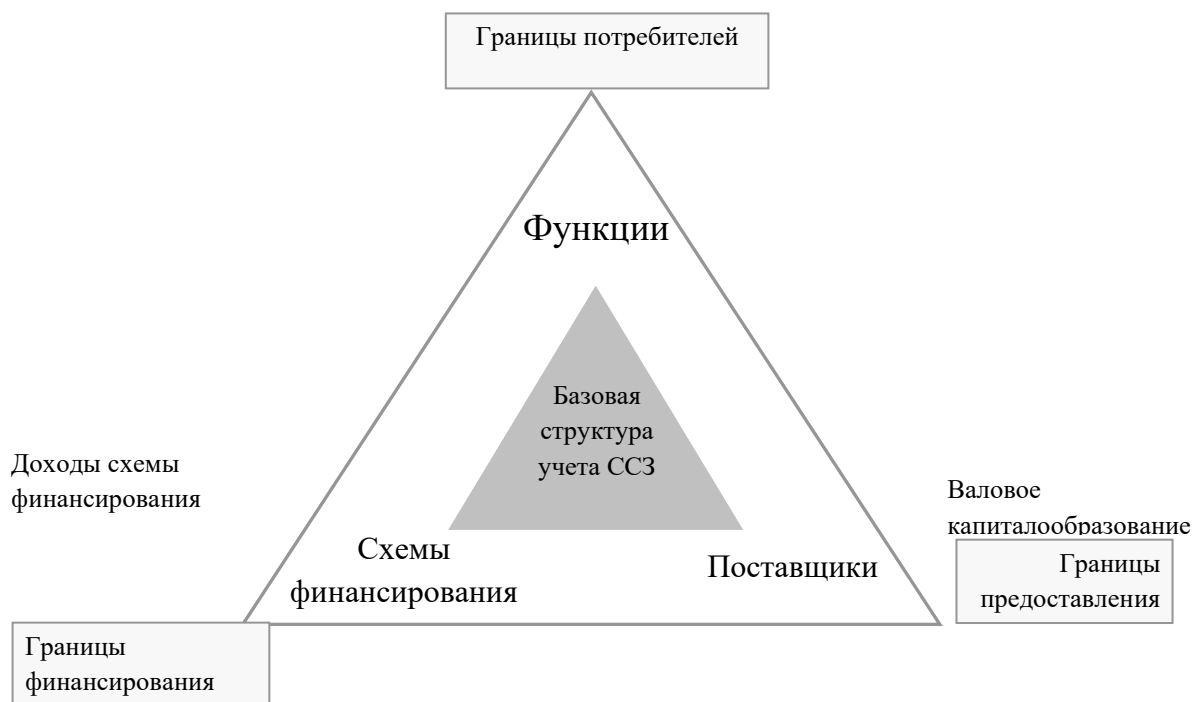 Границы потребителей
Функции
Базовая
структура
учета ССЗ
Доходы схемы
финансирования
Валовое
капиталообразование
Схемы
финансирования
Поставщики
Границы
предоставления
Границы
финансирования